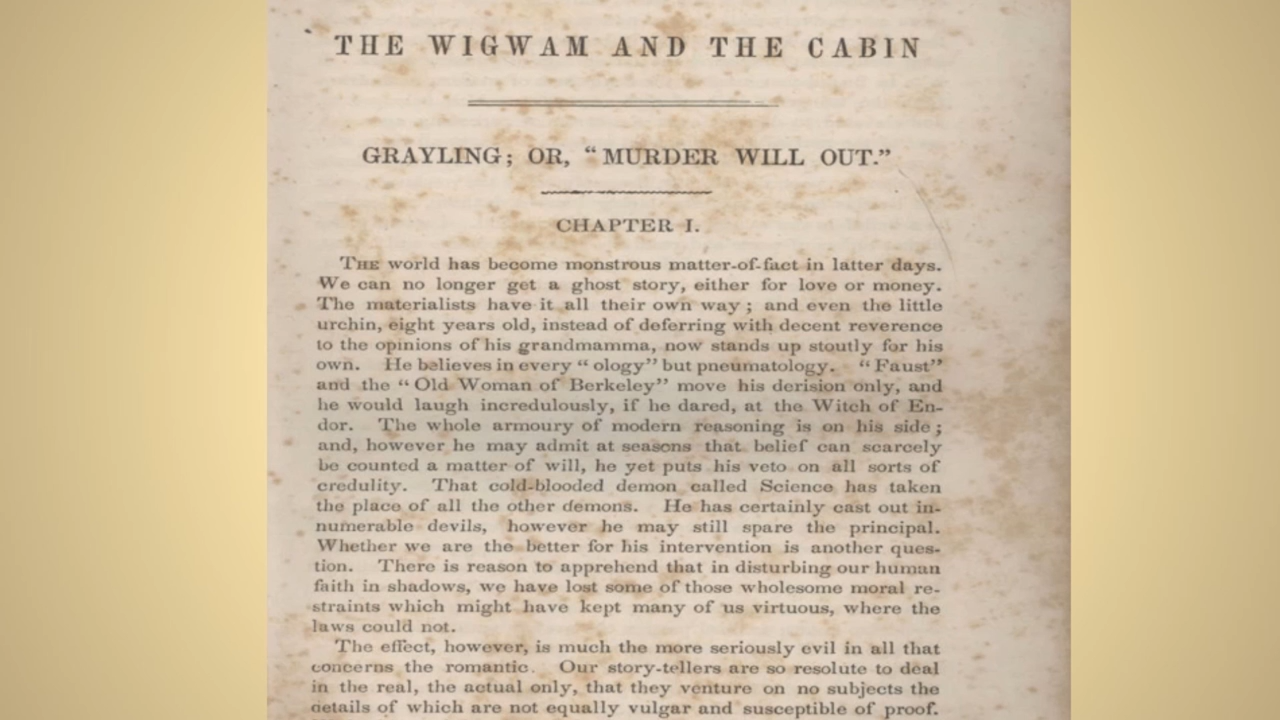 THE WIGWAM AND THE CABIN
GRAYLING; OR, “MURDER WILL OUT.”
CHAPTER I.
THE world has become monstrous matter-of-fact in latter days.
We can no longer get a ghost story, either for love or money.
The materialists have it all their own way; and even the little
urchin, eight years old, instead of deferring with decent reverence
to the opinions of his grandmamma, now stands up stoutly for his
own. He believes in every “ology” but pneumatology. “Faust”
and the “Old Woman of Berkeley” move his derision only, and
he would laugh incredulously, if he dared, at the Witch of En-
dor. The whole armoury of modern reasoning is on his side;
and, however he may admit at seasons that belief can scarcely
be counted a matter of will, he yet puts his veto on all sorts of
credulity. That cold-blooded demon called Science has taken
the place of all the other demons. He has certainly cast out in-
numerable devils, however he may still spare the principal.
Whether we are the better for his intervention is another ques-
tion. There is reason to apprehend that in disturbing our human
faith in shadows, we have lost some of those wholesome moral re-
straints which might have kept many of us virtuous, where the
laws could not.
The effect, however, is much the more seriously evil in all that
concerns the romantic. Our story-tellers are so resolute to deal
in the real, the actual only, that they venture on no subjects the
details of which are not equally vulgar and susceptible of proof.